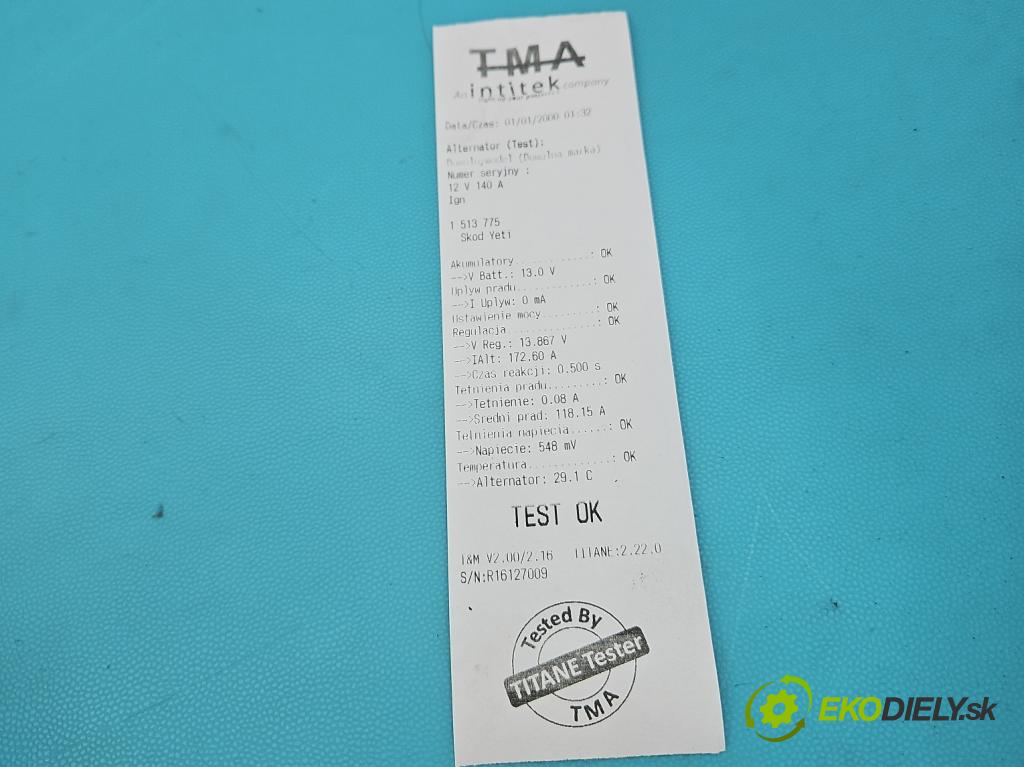 TMA
An intitek company
Data/Czas: 01/01/2000 01:32
Alternator (Test):
(Dowolna marka)
Numer seryjny :
12 V 140 A
Ign
1 513 775
Skod Yeti
Akumulatory..........: OK
-->V Batt.: 13.0 V
Uplyw pradu..........: OK
-->I Uplyw: 0 mA
Ustawienie mocy.......: OK
Regulacja............: OK
-->V Reg.: 13.867 V
-->IAlt: 172.60 A
-->Czas reakcji: 0.500 s
Tetnienia pradu.......: OK
-->Tetnienie: 0.08 A
-->Sredni prad: 118.15 A
Tetnienia napiecia.....: OK
-->Napiecie: 548 mV
Temperatura...........: OK
-->Alternator: 29.1 C
TEST OK
I&M V2.00/2.16 TITANE:2.22.0
S/N:R16127009
Tested By
TITANE Tester
TMA
EKODIELY.sk